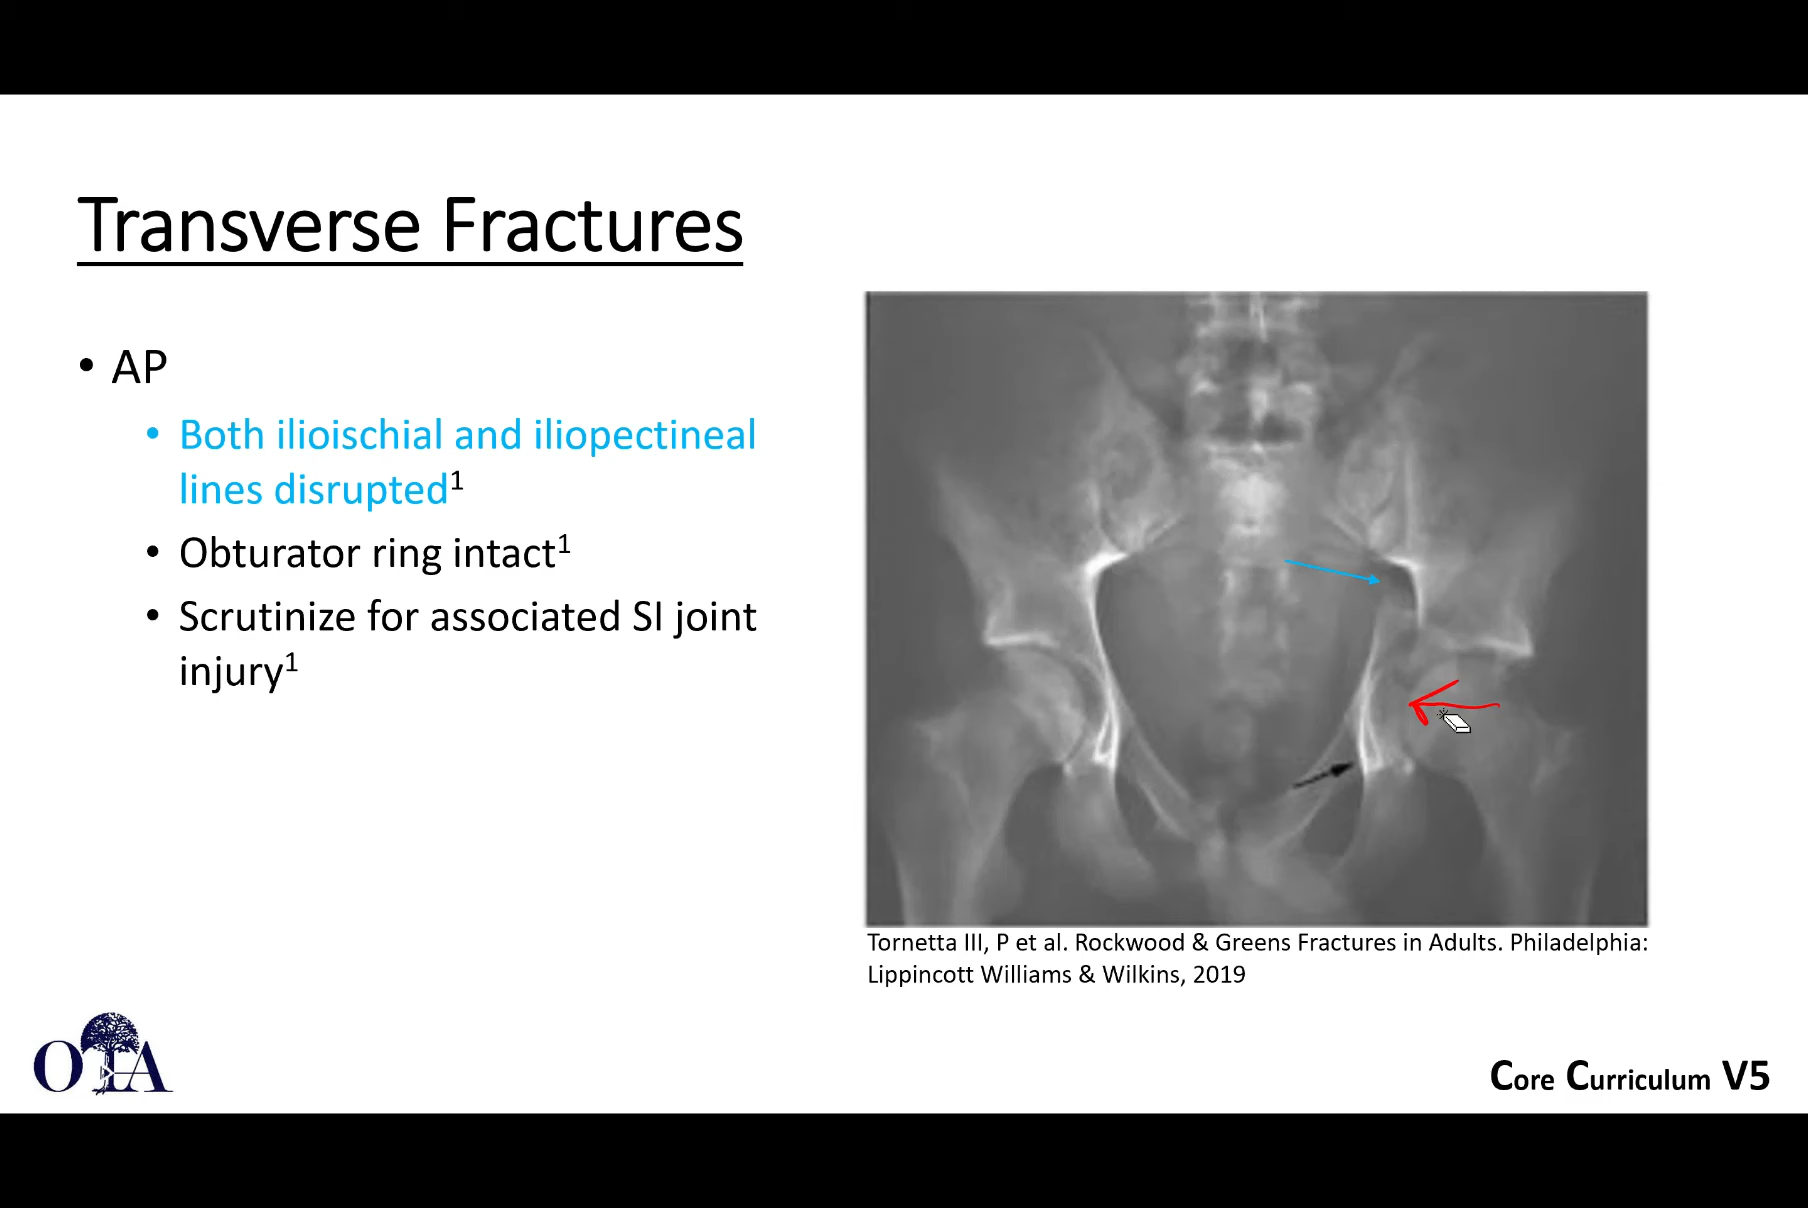 Transverse Fractures
• AP
• Both ilioischial and iliopectineal
lines disrupted¹
• Obturator ring intact¹
• Scrutinize for associated SI joint
injury¹
Tornetta III, P et al. Rockwood & Greens Fractures in Adults. Philadelphia:
Lippincott Williams & Wilkins, 2019
OTA
Core Curriculum V5